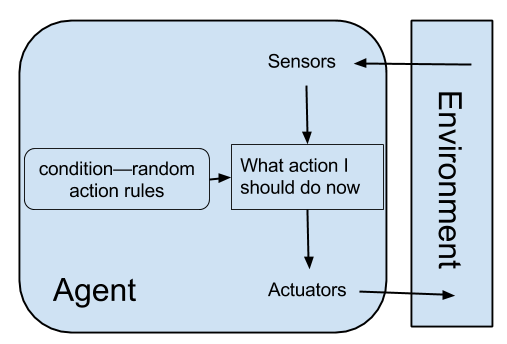 Sensors
condition—random
action rules
What action I
should do now
Agent
Actuators
Environment